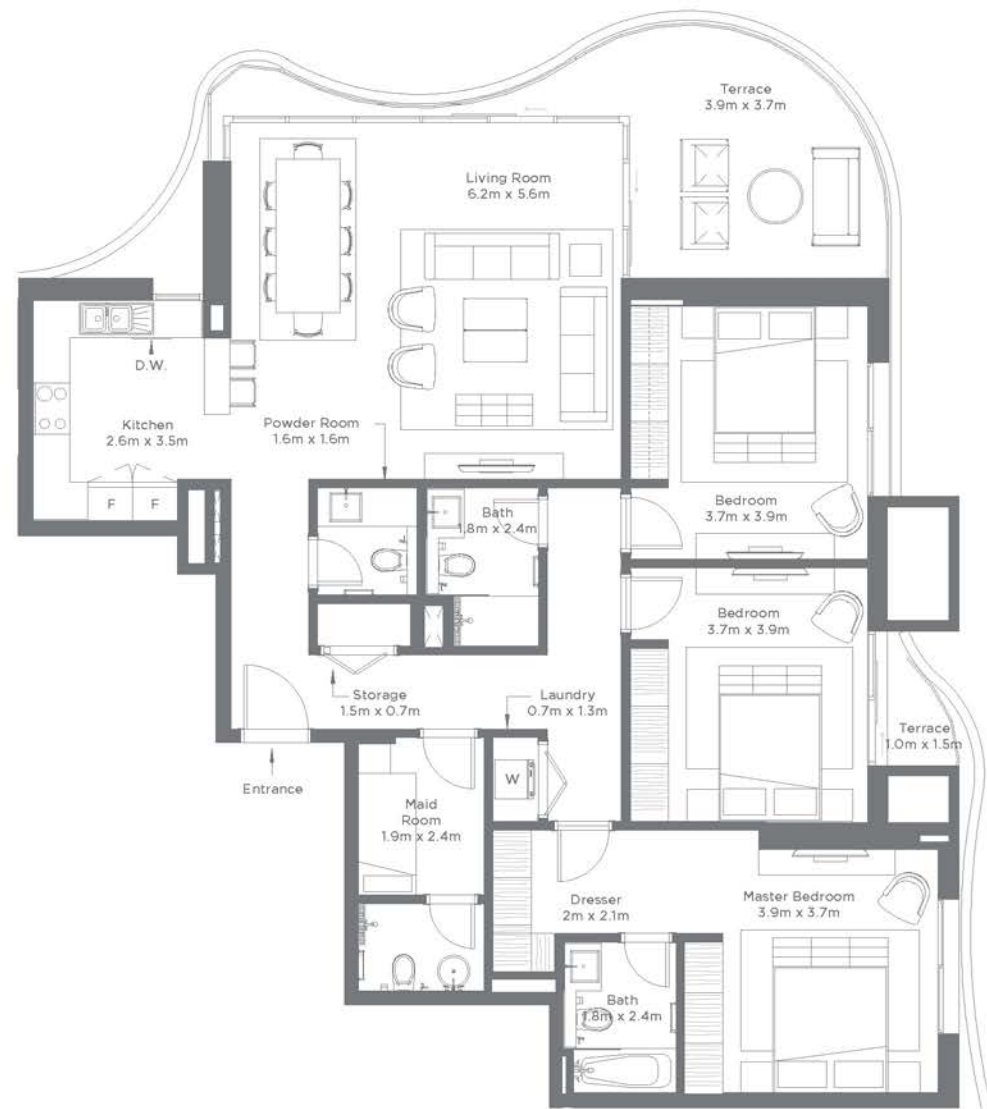 Terrace
3.9m x 3.7m
Living Room
6.2m x 5.6m
D.W.
Kitchen
2.6m x 3.5m
Powder Room
1.6m x 1.6m
F
F
Bath
1.8m x 2.4m
Bedroom
3.7m x 3.9m
Bedroom
3.7m x 3.9m
Storage
1.5m x 0.7m
Laundry
0.7m x 1.3m
Terrace
1.0m x 1.5m
W
Entrance
Maid
Room
1.9m x 2.4m
Dresser
2m x 2.1m
Master Bedroom
3.9m x 3.7m
Bath
1.8m x 2.4m